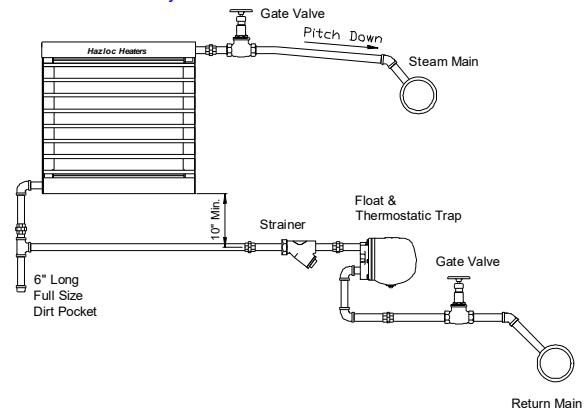 Gate Valve
Pitch Down
Hazloc Heaters
Steam Main
10" Min.
Float &
Thermostatic Trap
Strainer
Gate Valve
6" Long
Full Size
Dirt Pocket
Return Main